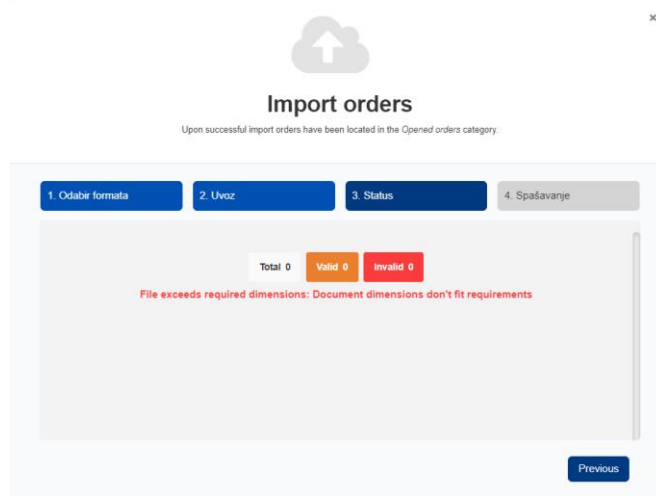 ×
Import orders
Upon successful import orders have been located in the Opened orders category.
1. Odabir formata 2. Uvoz 3. Status 4. Spašavanje
Total 0 Valid 0 Invalid 0
File exceeds required dimensions: Document dimensions don't fit requirements
Previous